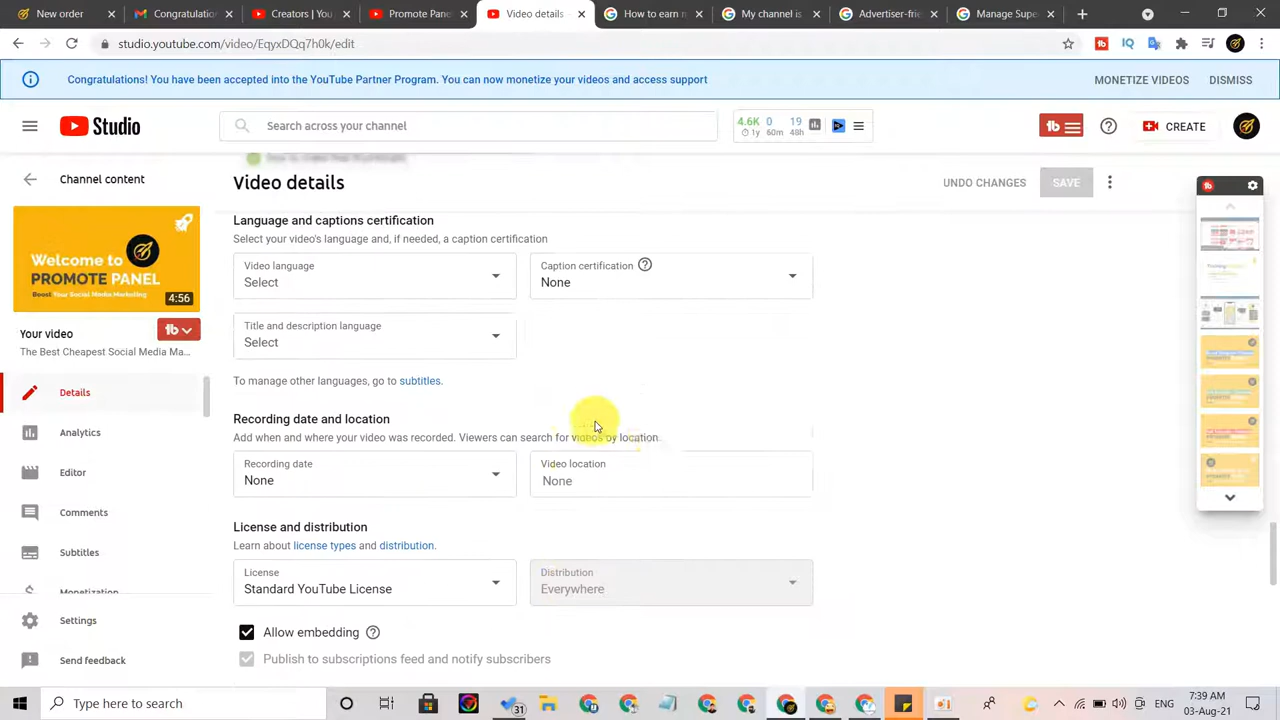 New order
Congratulations!
Creators | You
Promote Pane
Video details
How to earn m
My channel is
Advertiser-frie
Manage Supe
studio.youtube.com/video/EqyxDQq7h0k/edit
Congratulations! You have been accepted into the YouTube Partner Program. You can now monetize your videos and access support
MONETIZE VIDEOS
DISMISS
Studio
Search across your channel
4.6K 0 19
1y 60m 48h
CREATE
Channel content
Video details
UNDO CHANGES
SAVE
Welcome to
PROMOTE PANEL
Boost Your Social Media Marketing
4:56
Your video
The Best Cheapest Social Media Ma...
Details
Analytics
Editor
Comments
Subtitles
Monetization
Settings
Send feedback
Language and captions certification
Select your video's language and, if needed, a caption certification
Video language
Select
Caption certification
None
Title and description language
Select
To manage other languages, go to subtitles.
Recording date and location
Add when and where your video was recorded. Viewers can search for videos by location.
Recording date
None
Video location
None
License and distribution
Learn about license types and distribution.
License
Standard YouTube License
Distribution
Everywhere
Allow embedding
Publish to subscriptions feed and notify subscribers
Type here to search
31
ENG
7:39 AM
03-Aug-21